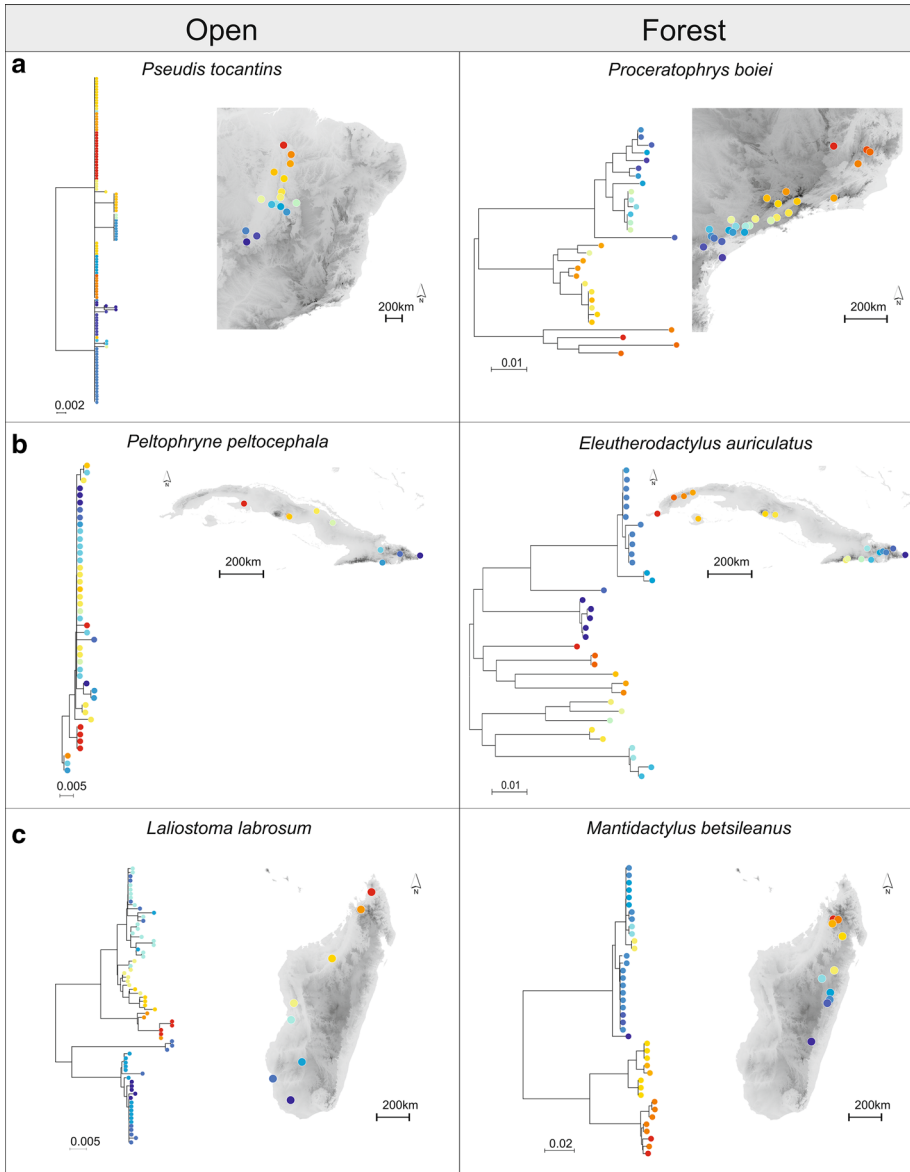 Open
Forest
a
Pseudis tocantins
Proceratophrys boiei
N
200km
0.002
N
200km
0.01
b
Peltophryne peltocephala
Eleutherodactylus auriculatus
N
200km
0.005
N
200km
0.01
c
Laliostoma labrosum
Mantidactylus betsileanus
N
200km
0.005
N
200km
0.02